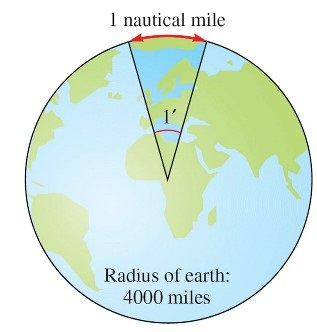 1 nautical mile
1′
Radius of earth:
4000 miles